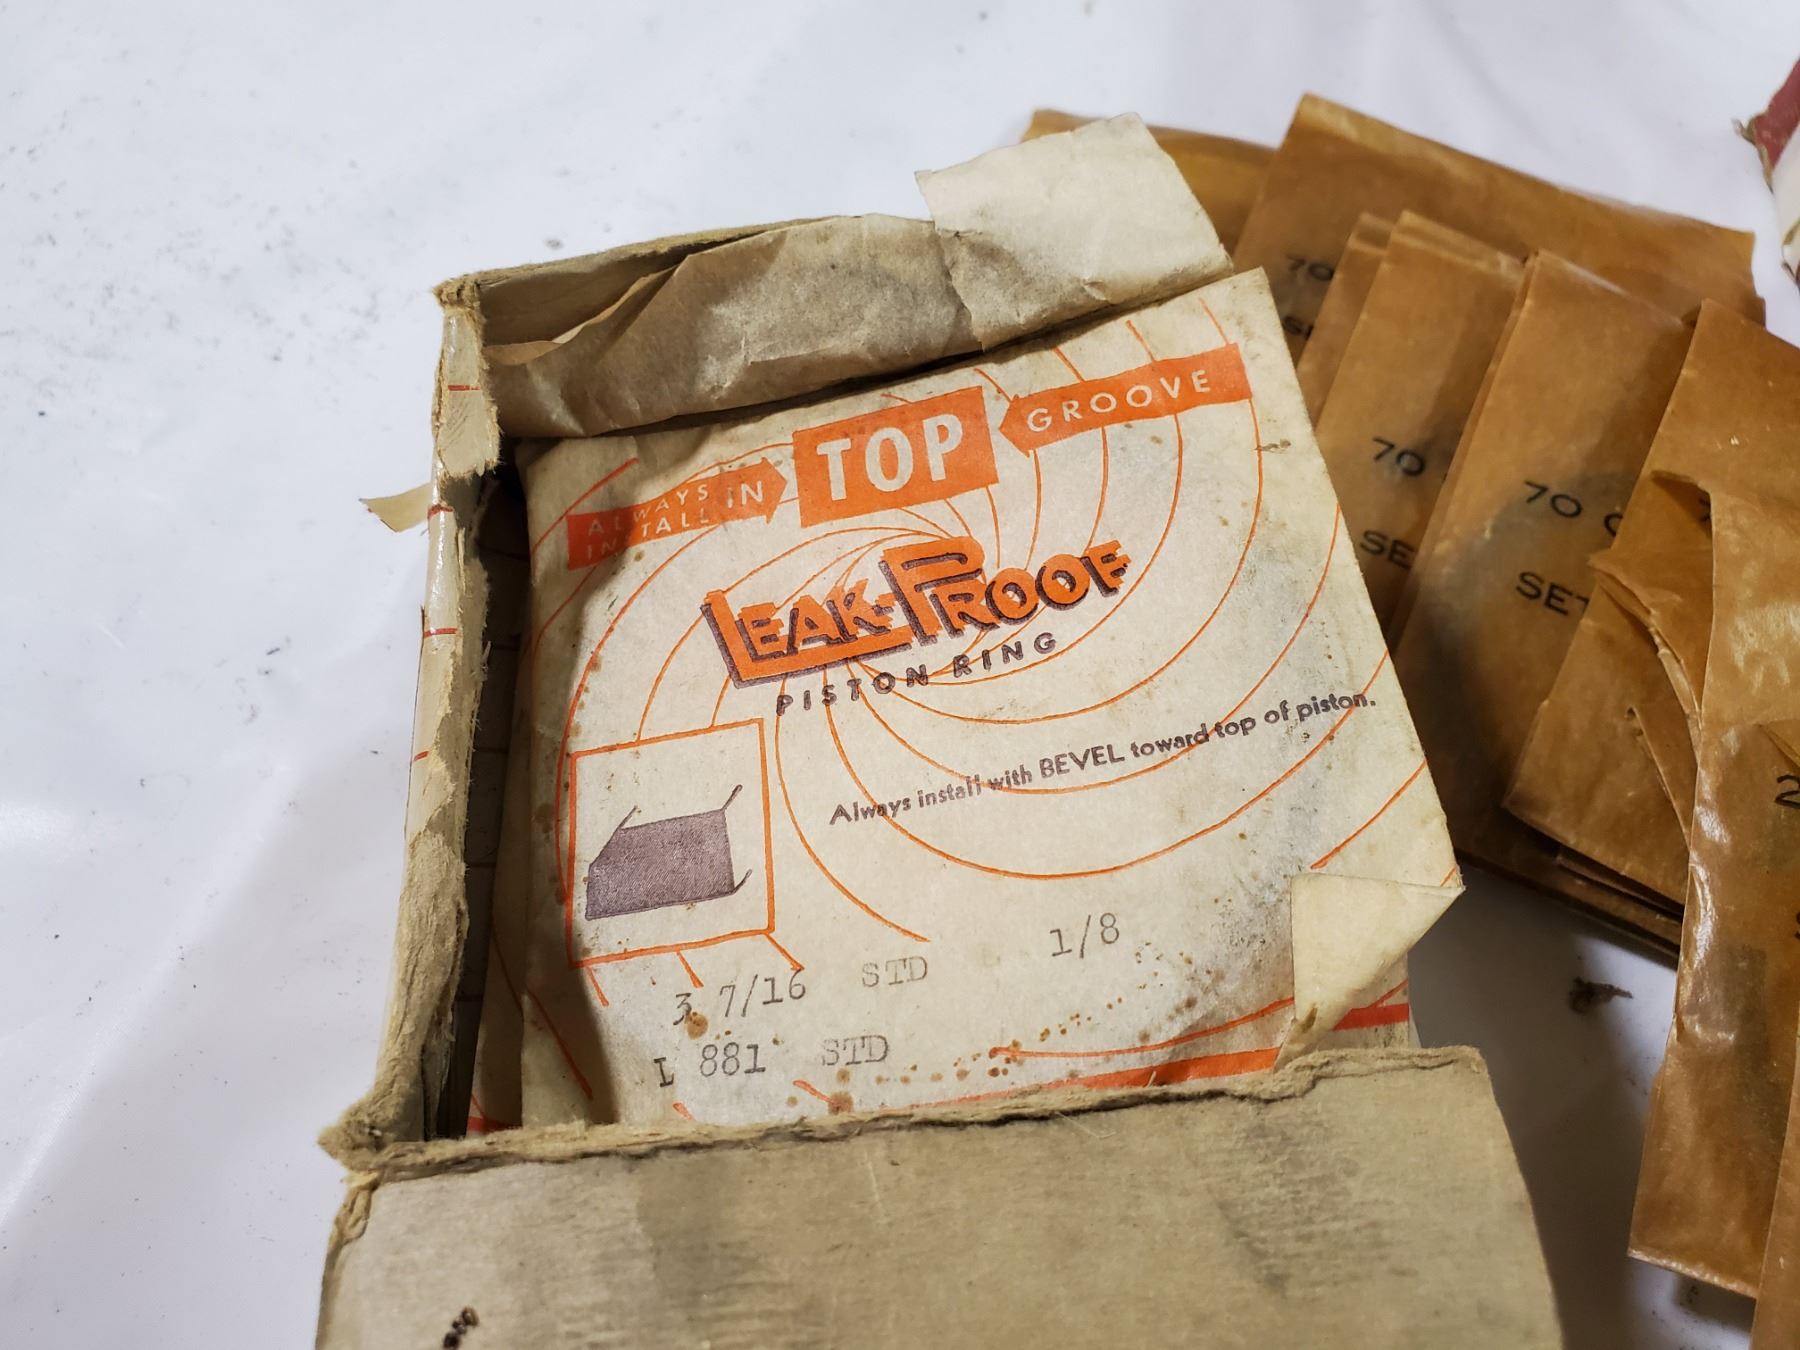 ALWAYS IN
INSTALL
TOP
GROOVE
LEAK-PROOF
PISTON RING
Always install with BEVEL toward top of piston.
3 7/16 STD 1/8
L 881 STD
70
70
SE
70
SET